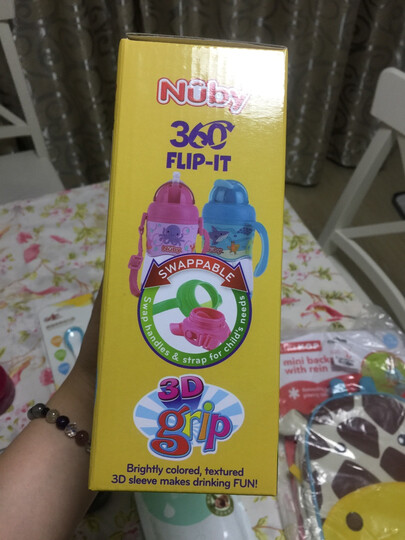 Nûby
360°
FLIP-IT
SWAPPABLE
Swap handles & strap for child's needs
3D
grip
Brightly colored, textured
3D sleeve makes drinking FUN!
mini back
with rein